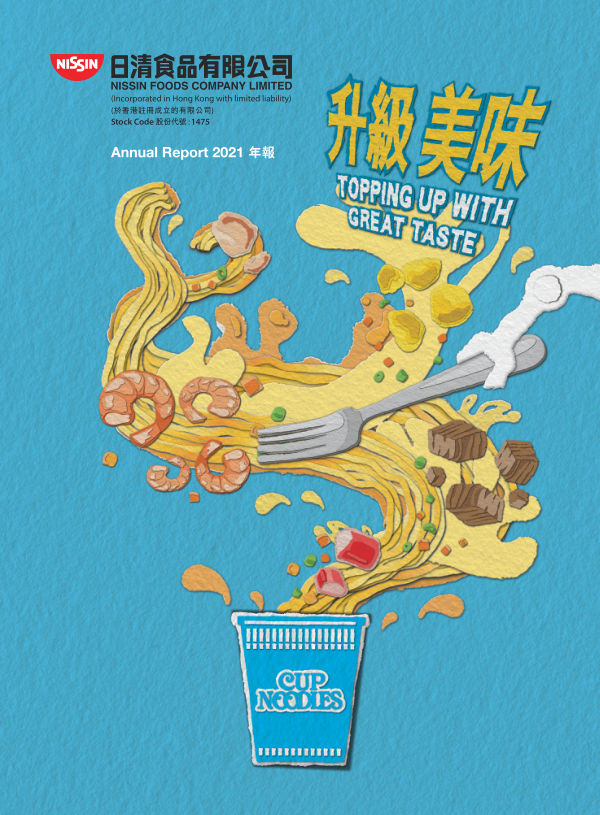 NISSIN
日清食品有限公司
NISSIN FOODS COMPANY LIMITED
(Incorporated in Hong Kong with limited liability)
(於香港註冊成立的有限公司)
Stock Code 股份代號 : 1475
Annual Report 2021 年報
升級 美味
TOPPING UP WITH
GREAT TASTE
CUP
NOODLES